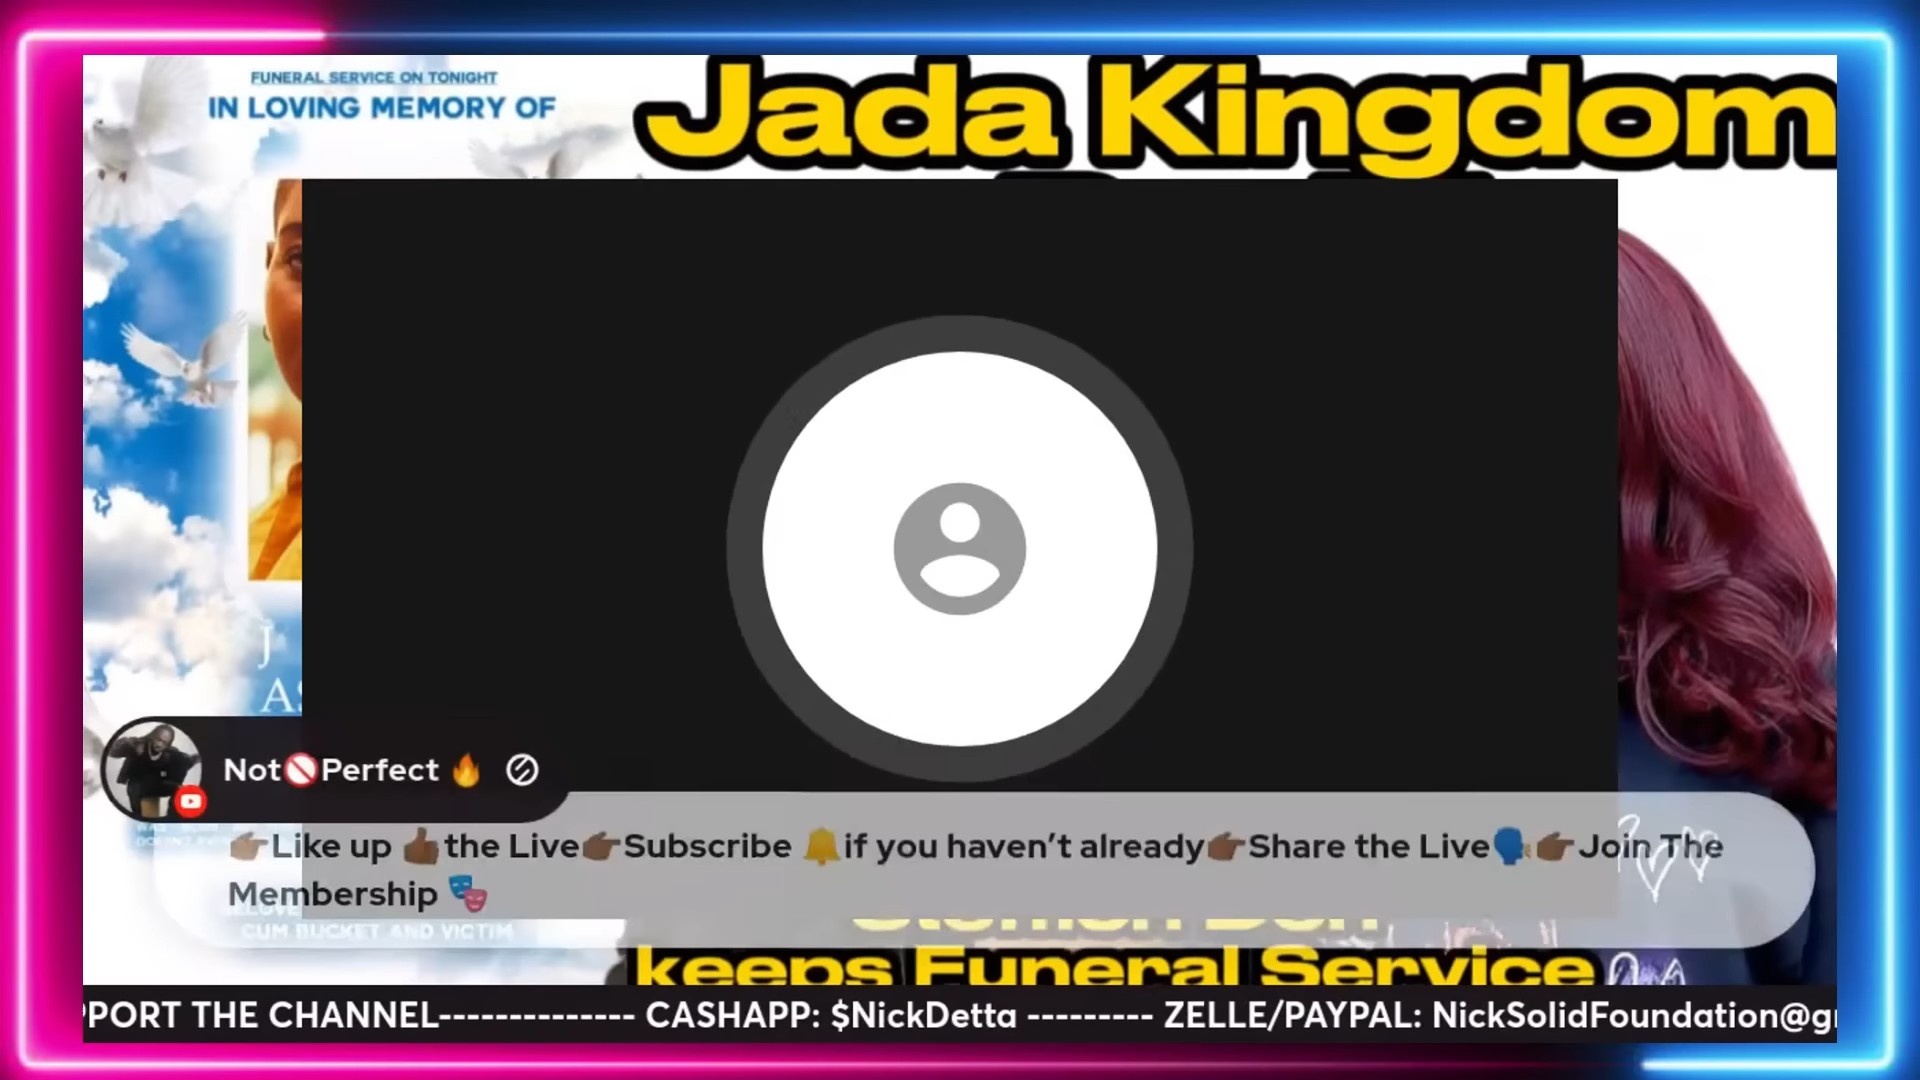 FUNERAL SERVICE ON TONIGHT
IN LOVING MEMORY OF
Jada Kingdom
J
AS
Not🚫Perfect 🔥
👉🏾Like up 👍🏾the Live👉🏾Subscribe 🔔if you haven't already👉🏾Share the Live🗣️👉🏾Join The
Membership 🎭
CUM BUCKET AND VICTIM
keeps Funeral Service
PPORT THE CHANNEL-------------- CASHAPP: $NickDetta --------- ZELLE/PAYPAL: NickSolidFoundation@g